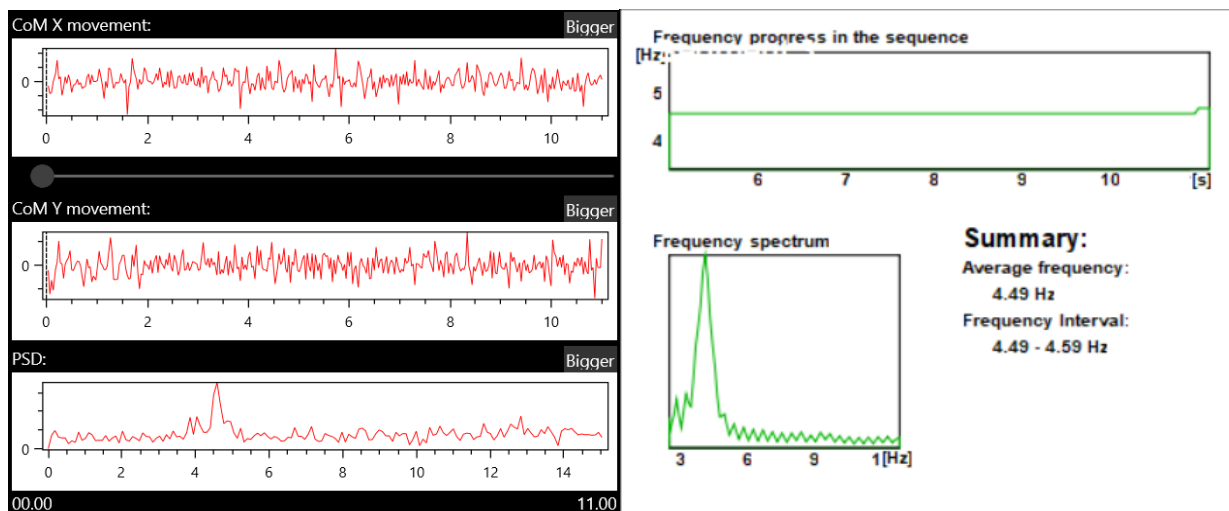 CoM X movement:
Bigger
0
0 2 4 6 8 10
CoM Y movement:
Bigger
0
0 2 4 6 8 10
PSD:
Bigger
0
0 2 4 6 8 10 12 14
00.00 11.00
Frequency progress in the sequence
[Hz]
5
4
6 7 8 9 10 [s]
Frequency spectrum
3 6 9 1[Hz]
Summary:
Average frequency:
4.49 Hz
Frequency Interval:
4.49 - 4.59 Hz